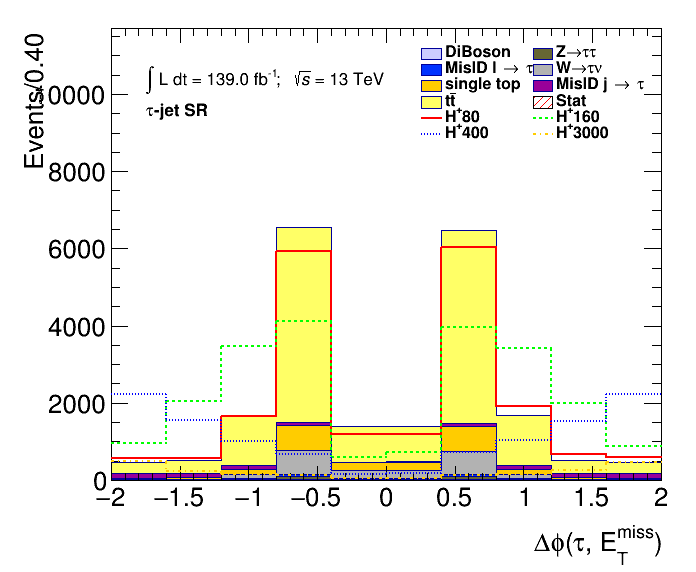 Events/0.40
∫ L dt = 139.0 fb⁻¹; √s = 13 TeV
τ-jet SR
DiBoson
Z→ττ
MisID l → τ
W→τν
single top
MisID j → τ
tt̄
Stat
H⁺80
H⁺160
H⁺400
H⁺3000
10000
8000
6000
4000
2000
0
−2 −1.5 −1 −0.5 0 0.5 1 1.5 2
Δϕ(τ, E_T^miss)